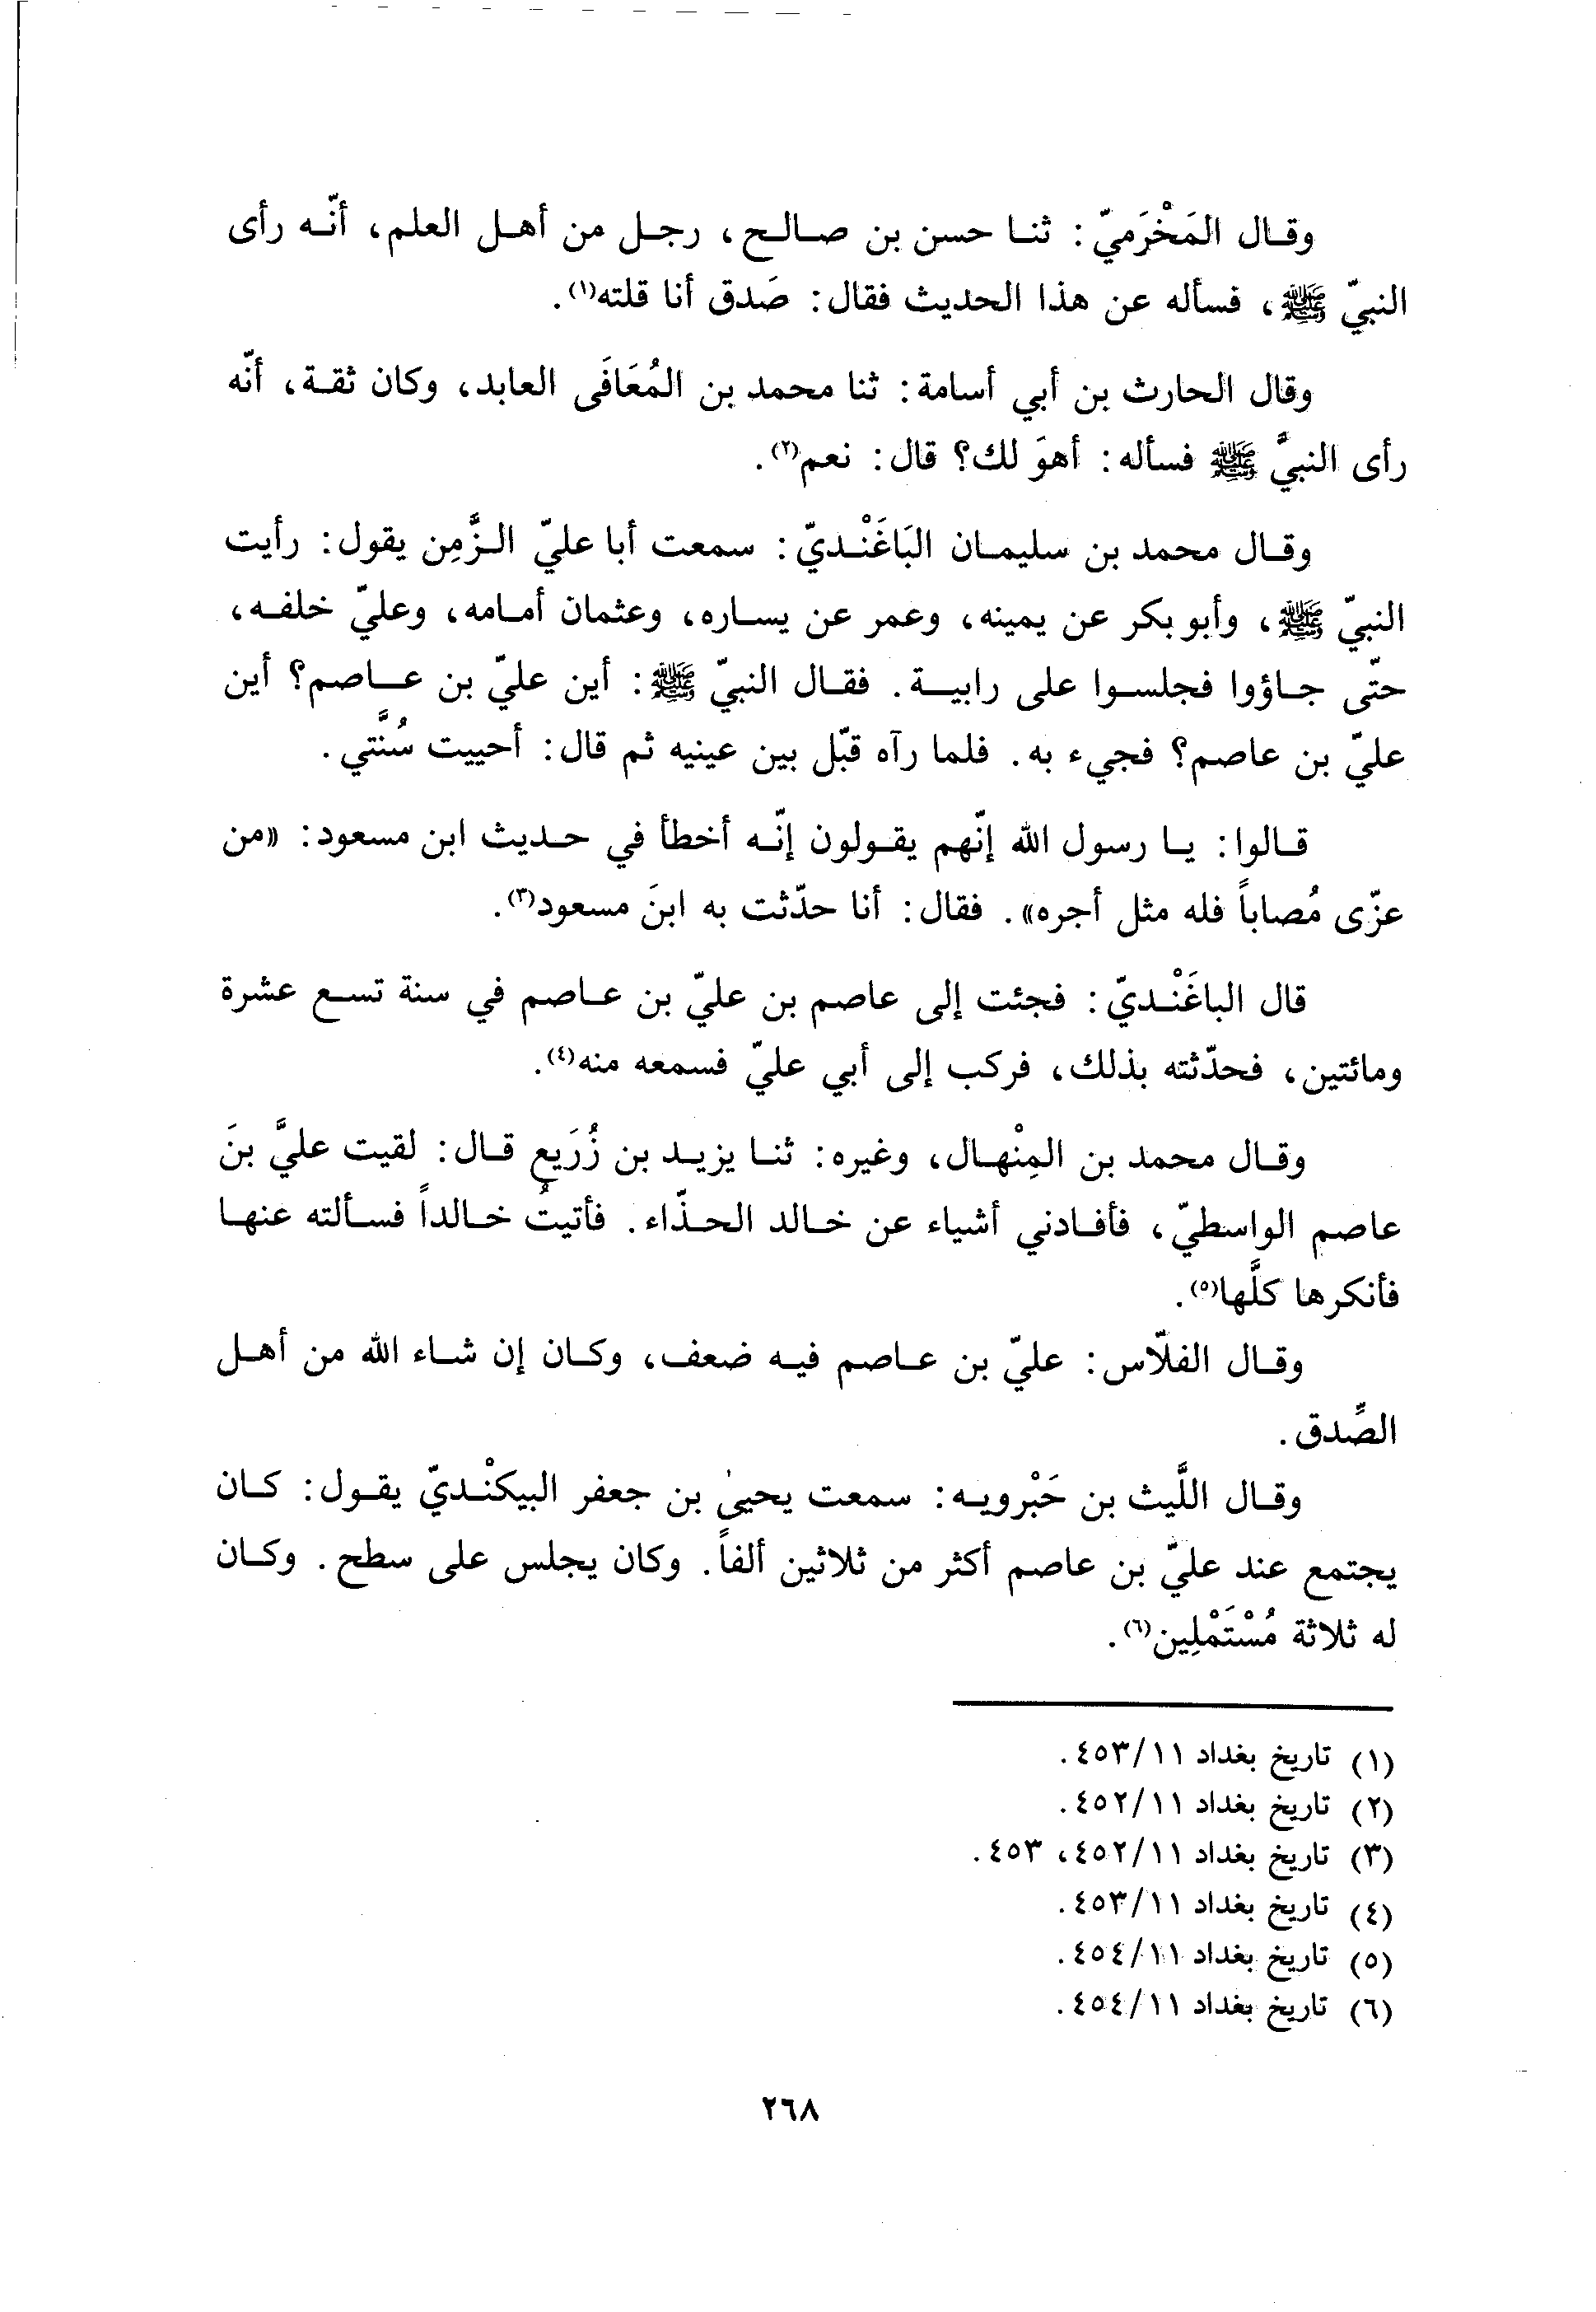 وقال المَخْرَميّ: ثنا حسن بن صالح، رجل من أهل العلم، أنّه رأى
النبيّ ﷺ، فسأله عن هذا الحديث فقال: صَدق أنا قلته(١).
وقال الحارث بن أبي أسامة: ثنا محمد بن المُعَافَى العابد، وكان ثقة، أنّه
رأى النبيَّ ﷺ فسأله: أهوَ لك؟ قال: نعم(٢).
وقال محمد بن سليمان البَاغَنْديّ: سمعت أبا عليّ الزَّمِن يقول: رأيت
النبيّ ﷺ، وأبو بكر عن يمينه، وعمر عن يساره، وعثمان أمامه، وعليّ خلفه،
حتّى جاؤوا فجلسوا على رابية. فقال النبيّ ﷺ: أين عليّ بن عاصم؟ أين
عليّ بن عاصم؟ فجيء به. فلما رآه قبّل بين عينيه ثم قال: أحييت سُنَّتي.
قالوا: يا رسول الله إنّهم يقولون إنّه أخطأ في حديث ابن مسعود: «من
عزّى مُصاباً فله مثل أجره». فقال: أنا حدّثت به ابنَ مسعود(٣).
قال الباغَنْديّ: فجئت إلى عاصم بن عليّ بن عاصم في سنة تسع عشرة
ومائتين، فحدّثته بذلك، فركب إلى أبي عليّ فسمعه منه(٤).
وقال محمد بن المِنْهال، وغيره: ثنا يزيد بن زُرَيع قال: لقيت عليَّ بنَ
عاصم الواسطيّ، فأفادني أشياء عن خالد الحذّاء. فأتيتُ خالداً فسألته عنها
فأنكرها كلَّها(٥).
وقال الفلّاس: عليّ بن عاصم فيه ضعف، وكان إن شاء الله من أهل
الصِّدق.
وقال اللَّيث بن حَبْرويه: سمعت يحيىٰ بن جعفر البيكنْديّ يقول: كان
يجتمع عند عليّ بن عاصم أكثر من ثلاثين ألفاً. وكان يجلس على سطح. وكان
له ثلاثة مُسْتَمْلِين(٦).
(١) تاريخ بغداد ٤٥٣/١١.
(٢) تاريخ بغداد ٤٥٢/١١.
(٣) تاريخ بغداد ٤٥٢/١١، ٤٥٣.
(٤) تاريخ بغداد ٤٥٣/١١.
(٥) تاريخ بغداد ٤٥٤/١١.
(٦) تاريخ بغداد ٤٥٤/١١.
٢٦٨